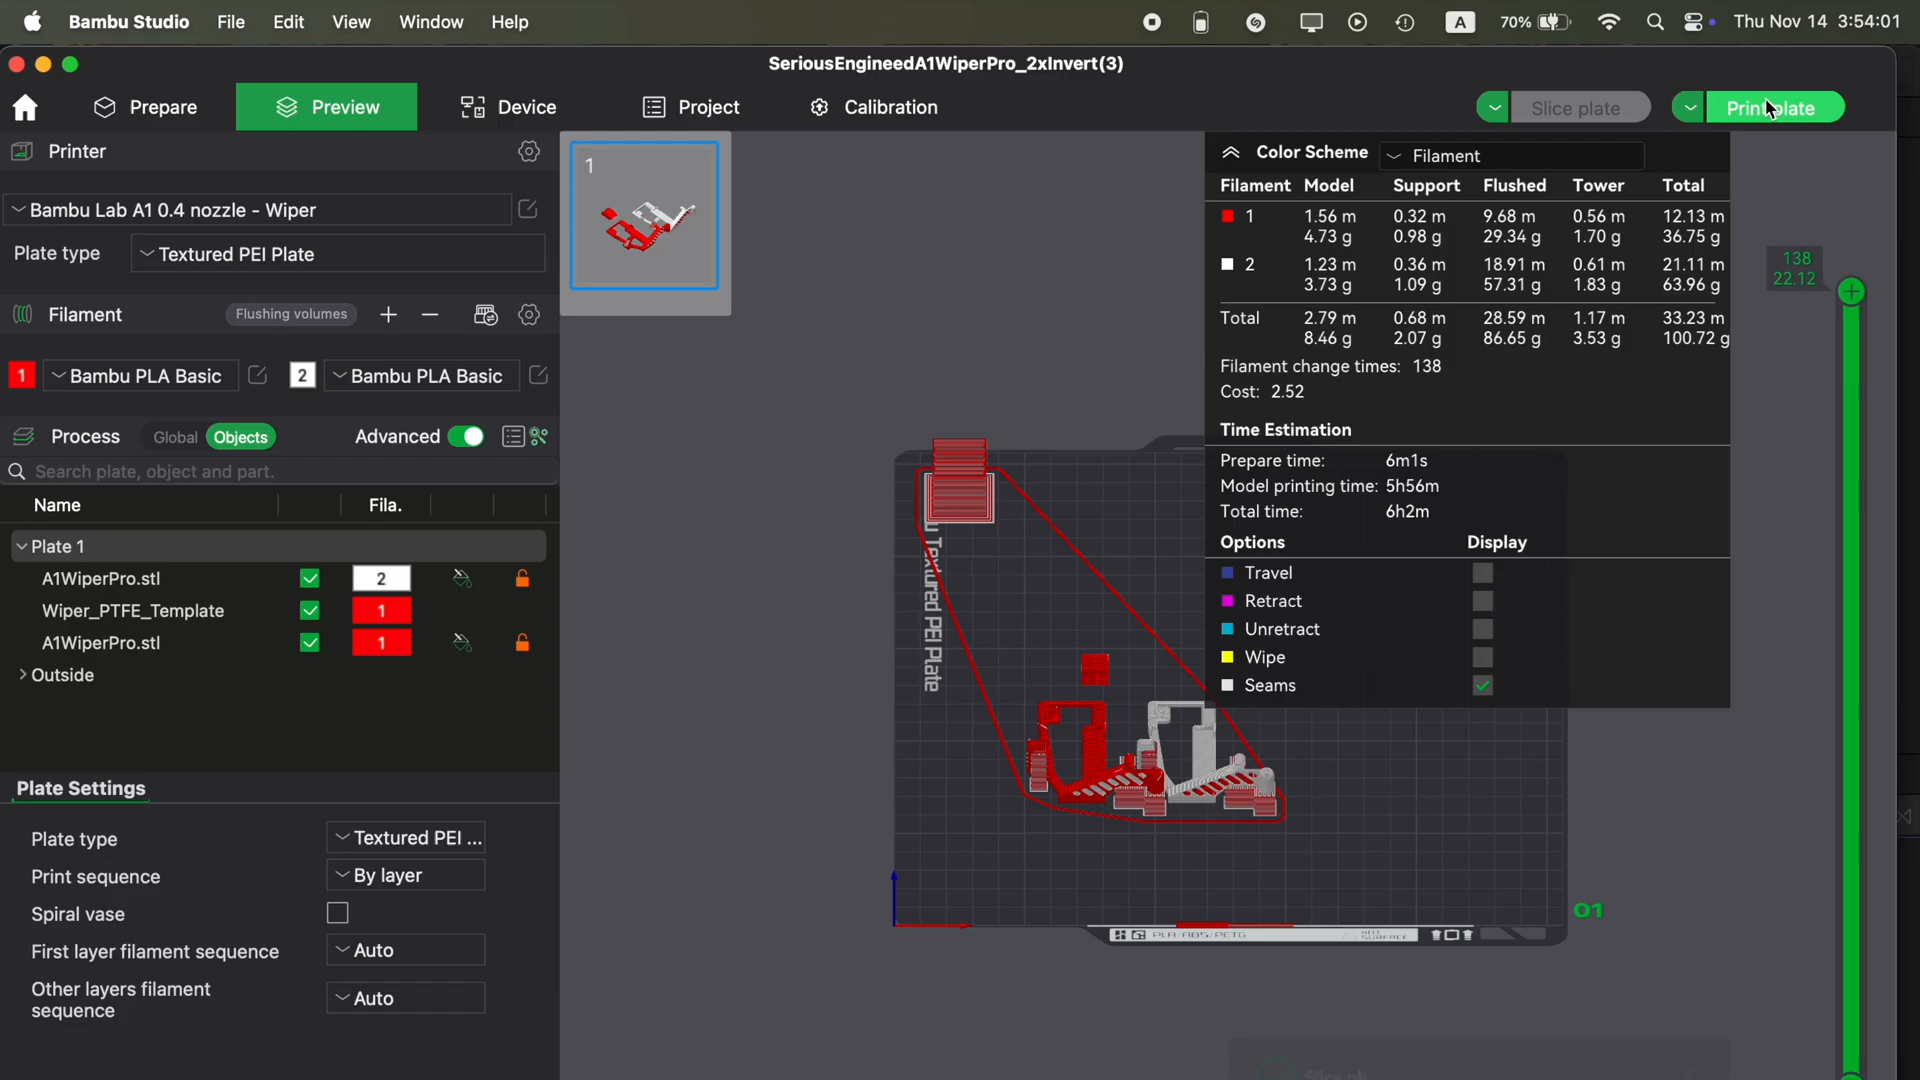 Bambu Studio File Edit View Window Help A 70% Thu Nov 14 3:54:01
SeriousEngineedA1WiperPro_2xInvert(3)
Prepare Preview Device Project Calibration Slice plate Print plate
Printer
Bambu Lab A1 0.4 nozzle - Wiper
Plate type Textured PEI Plate
Filament Flushing volumes + −
1 Bambu PLA Basic 2 Bambu PLA Basic
Process Global Objects Advanced
Search plate, object and part.
Name Fila.
Plate 1
A1WiperPro.stl 2
Wiper_PTFE_Template 1
A1WiperPro.stl 1
Outside
Plate Settings
Plate type Textured PEI ...
Print sequence By layer
Spiral vase
First layer filament sequence Auto
Other layers filament
sequence Auto
1
Color Scheme Filament
Filament Model Support Flushed Tower Total
1 1.56 m 0.32 m 9.68 m 0.56 m 12.13 m
4.73 g 0.98 g 29.34 g 1.70 g 36.75 g
2 1.23 m 0.36 m 18.91 m 0.61 m 21.11 m
3.73 g 1.09 g 57.31 g 1.83 g 63.96 g
Total 2.79 m 0.68 m 28.59 m 1.17 m 33.23 m
8.46 g 2.07 g 86.65 g 3.53 g 100.72 g
Filament change times: 138
Cost: 2.52
Time Estimation
Prepare time: 6m1s
Model printing time: 5h56m
Total time: 6h2m
Options Display
Travel
Retract
Unretract
Wipe
Seams
138
22.12
Textured PEI Plate
PLA/ABS/PETG HOT
SURFACE
01
Slice ok